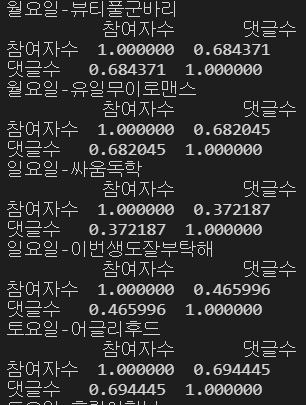 월요일-뷰티풀군바리
참여자수 댓글수
참여자수 1.000000 0.684371
댓글수 0.684371 1.000000
월요일-유일무이로맨스
참여자수 댓글수
참여자수 1.000000 0.682045
댓글수 0.682045 1.000000
일요일-싸움독학
참여자수 댓글수
참여자수 1.000000 0.372187
댓글수 0.372187 1.000000
일요일-이번생도잘부탁해
참여자수 댓글수
참여자수 1.000000 0.465996
댓글수 0.465996 1.000000
토요일-어글리후드
참여자수 댓글수
참여자수 1.000000 0.694445
댓글수 0.694445 1.000000